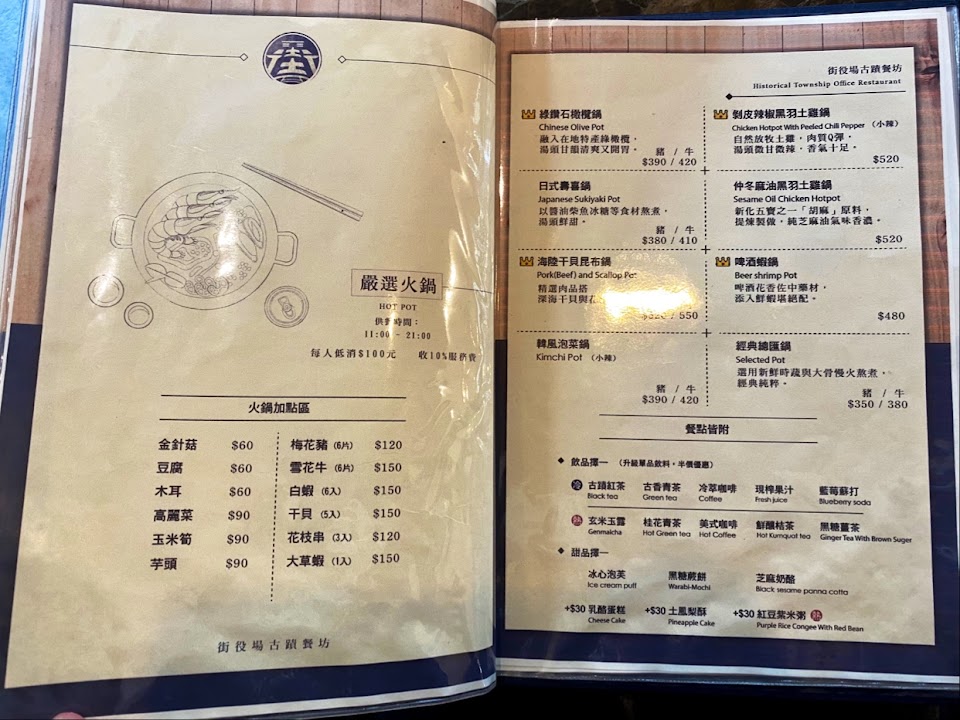 嚴選火鍋
HOT POT
供餐時間：
11:00 ~ 21:00
每人低消$100元 收10%服務費
火鍋加點區
金針菇 $60
豆腐 $60
木耳 $60
高麗菜 $90
玉米筍 $90
芋頭 $90
梅花豬 (6片) $120
雪花牛 (6片) $150
白蝦 (6入) $150
干貝 (5入) $150
花枝串 (3入) $120
大草蝦 (1入) $150
街役場古蹟餐坊
街役場古蹟餐坊
Historical Township Office Restaurant
綠鑽石橄欖鍋
Chinese Olive Pot
融入在地特產綠橄欖，
湯頭甘韻清爽又開胃。
豬 / 牛
$390 / 420
剝皮辣椒黑羽土雞鍋
Chicken Hotpot With Peeled Chili Pepper （小辣）
自然放牧土雞，肉質Q彈，
湯頭微甘微辣，香氣十足。
$520
日式壽喜鍋
Japanese Sukiyaki Pot
以醬油柴魚冰糖等食材熬煮，
湯頭鮮甜。
豬 / 牛
$380 / 410
仲冬麻油黑羽土雞鍋
Sesame Oil Chicken Hotpot
新化五寶之一「胡麻」原料，
提煉製做，純芝麻油氣味香濃。
$520
海陸干貝昆布鍋
Pork(Beef) and Scallop Pot
精選肉品搭
深海干貝與
/ 550
啤酒蝦鍋
Beer shrimp Pot
啤酒花香佐中藥材，
添入鮮蝦堪絕配。
$480
韓風泡菜鍋
Kimchi Pot （小辣）
豬 / 牛
$390 / 420
經典總匯鍋
Selected Pot
選用新鮮時蔬與大骨慢火熬煮，
經典純粹。
豬 / 牛
$350 / 380
餐點皆附
飲品擇一 （升級單品飲料，半價優惠）
冷 古蹟紅茶 古香青茶 冷萃咖啡 現榨果汁 藍莓蘇打
Black tea Green tea Coffee Fresh juice Blueberry soda
熱 玄米玉露 桂花青茶 美式咖啡 鮮釀桔茶 黑糖薑茶
Genmaicha Hot Green tea Hot Coffee Hot Kumquat tea Ginger Tea With Brown Suger
甜品擇一
冰心泡芙 黑糖蕨餅 芝麻奶酪
Ice cream puff Warabi-Mochi Black sesame panna cotta
+$30 乳酪蛋糕 +$30 土鳳梨酥 +$30 紅豆紫米粥 熱
Cheese Cake Pineapple Cake Purple Rice Congee With Red Bean